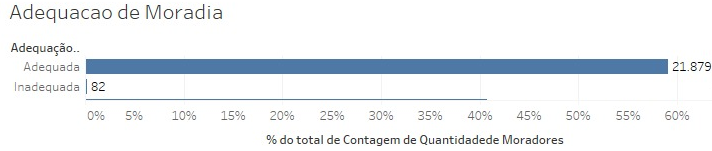 Adequacao de Moradia
Adequação..
Adequada 21.879
Inadequada 82
0% 5% 10% 15% 20% 25% 30% 35% 40% 45% 50% 55% 60%
% do total de Contagem de Quantidadede Moradores